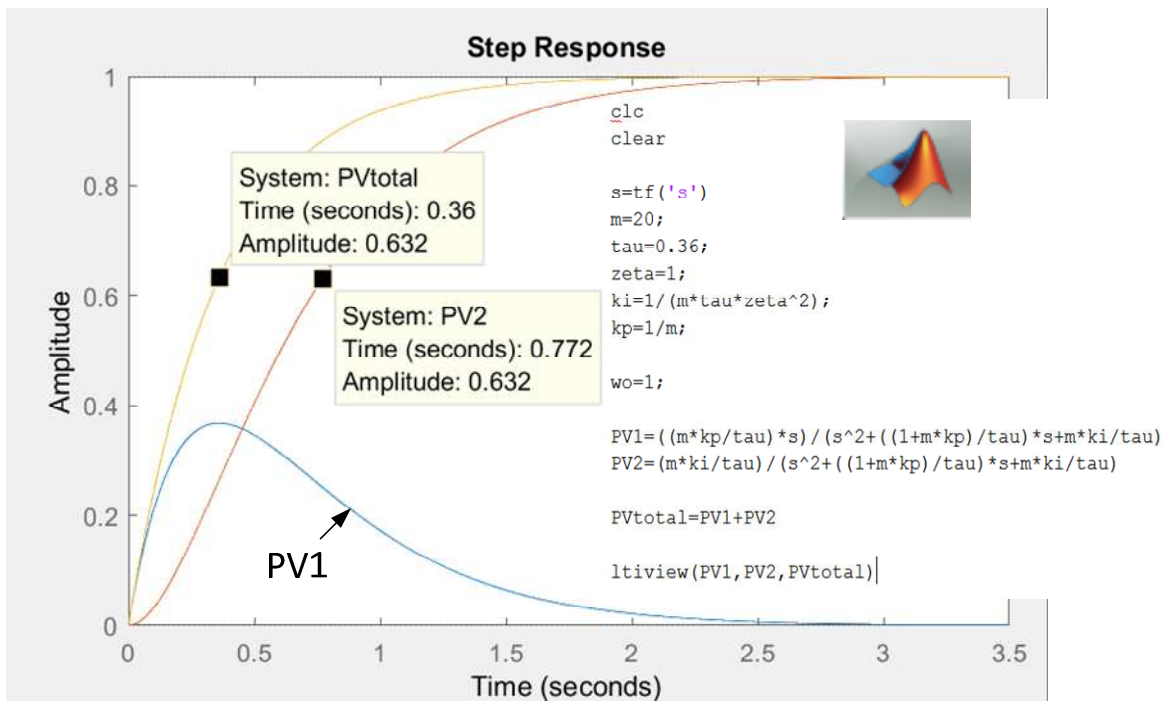 Step Response
1
0.8
0.6
0.4
0.2
0
Amplitude
System: PVtotal
Time (seconds): 0.36
Amplitude: 0.632
System: PV2
Time (seconds): 0.772
Amplitude: 0.632
PV1
0 0.5 1 1.5 2 2.5 3 3.5
Time (seconds)
clc
clear
s=tf('s')
m=20;
tau=0.36;
zeta=1;
ki=1/(m*tau*zeta^2);
kp=1/m;
wo=1;
PV1=((m*kp/tau)*s)/(s^2+((1+m*kp)/tau)*s+m*ki/tau)
PV2=(m*ki/tau)/(s^2+((1+m*kp)/tau)*s+m*ki/tau)
PVtotal=PV1+PV2
ltiview(PV1,PV2,PVtotal)